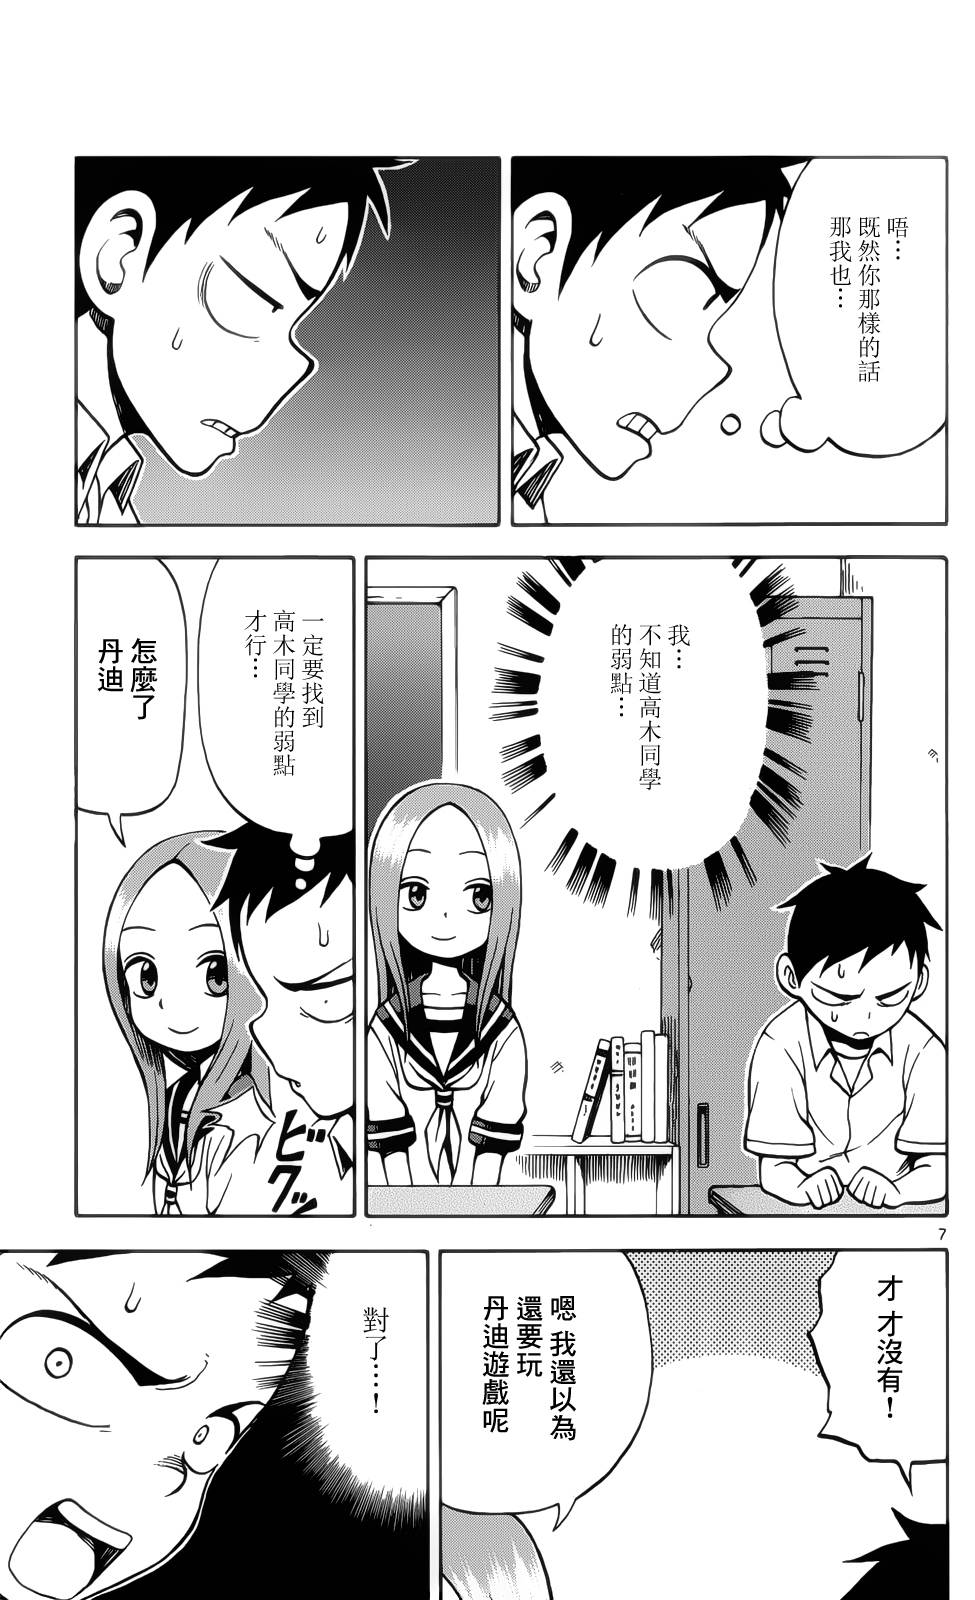 唔⋯
既然你那樣的話
那我也⋯
我⋯
不知道高木同學
的弱點⋯
一定要找到
高木同學的弱點
才行⋯
怎麼了
丹迪
ビクッ
7
才 才沒有！
嗯 我還以為
還要玩
丹迪遊戲呢
對了⋯⋯！